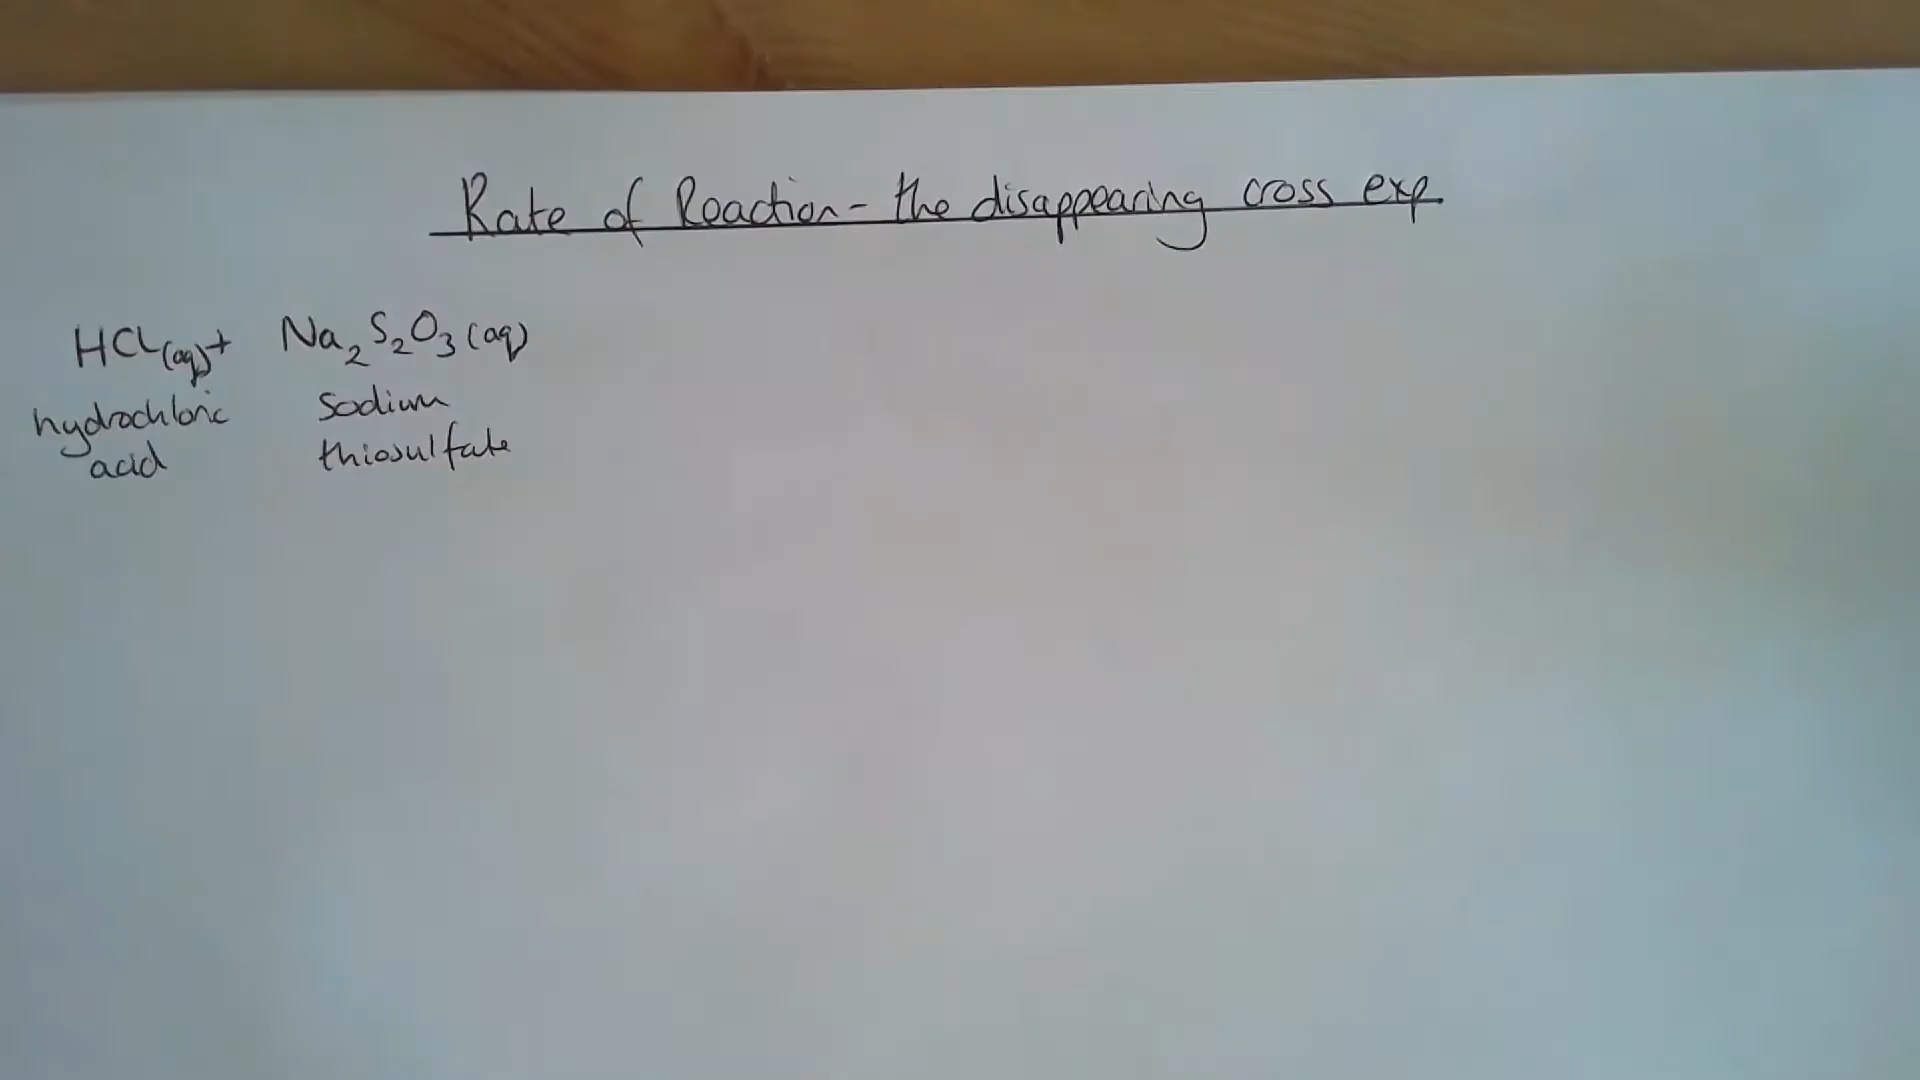 Rate of Reaction - the disappearing cross exp.
HCl(aq) + Na₂S₂O₃(aq)
hydrochloric sodium
acid thiosulfate